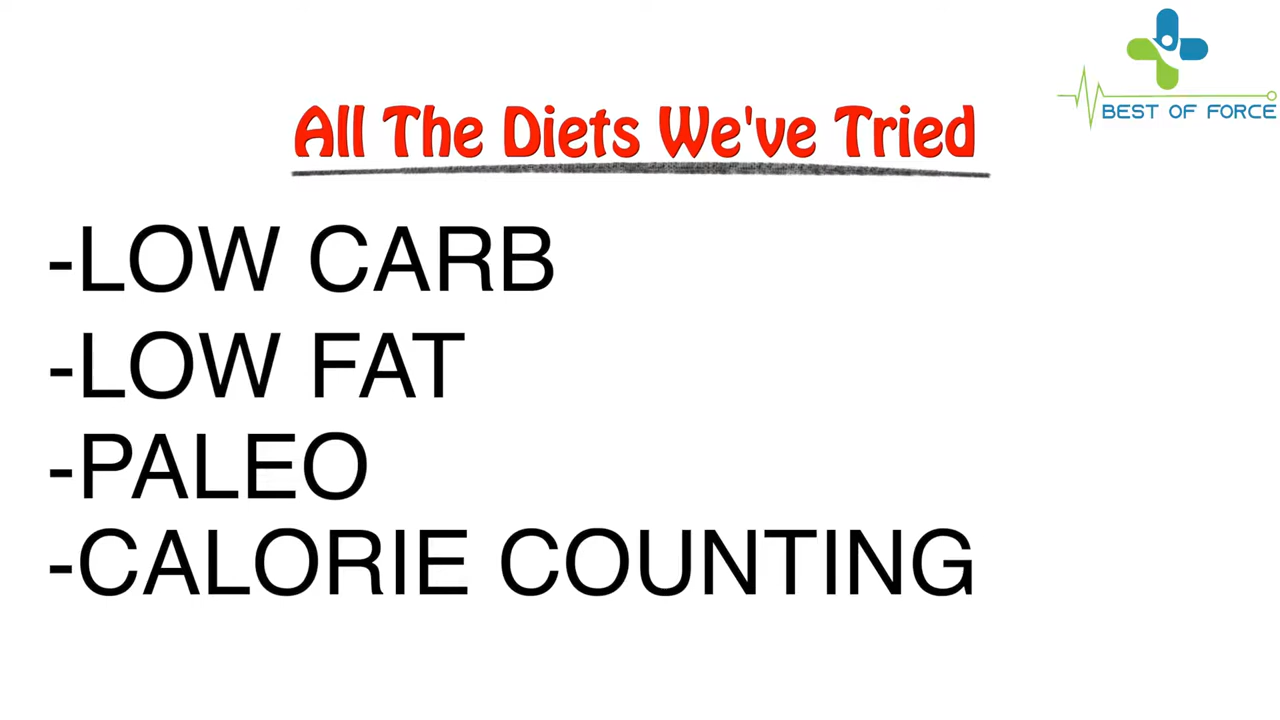 BEST OF FORCE
All The Diets We've Tried
-LOW CARB
-LOW FAT
-PALEO
-CALORIE COUNTING